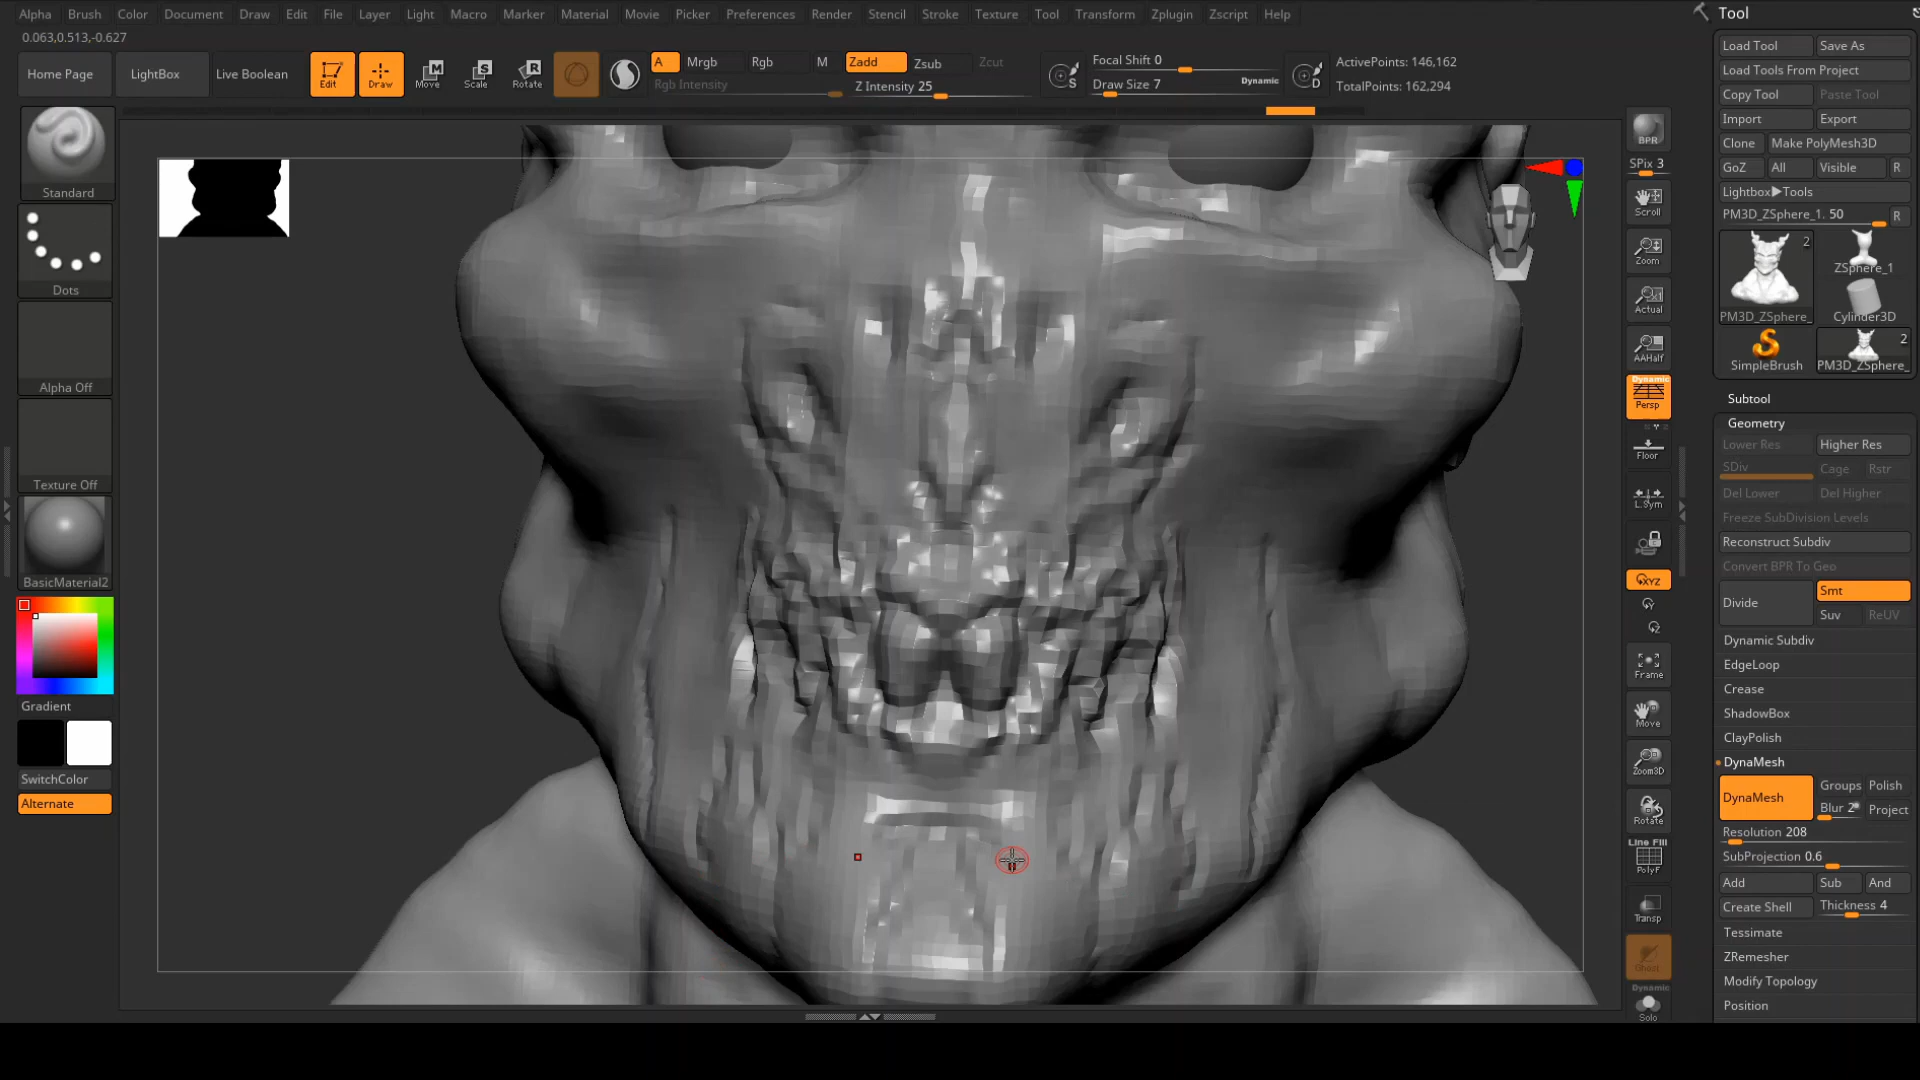 Alpha Brush Color Document Draw Edit File Layer Light Macro Marker Material Movie Picker Preferences Render Stencil Stroke Texture Tool Transform Zplugin Zscript Help
0.063,0.513,-0.627
Home Page LightBox Live Boolean Edit Draw Move Scale Rotate
A Mrgb Rgb M Zadd Zsub Zcut
Rgb Intensity Z Intensity 25
Focal Shift 0
Draw Size 7 Dynamic
ActivePoints: 146,162
TotalPoints: 162,294
Standard
Dots
Alpha Off
Texture Off
BasicMaterial2
Gradient
SwitchColor
Alternate
BPR
SPix 3
Scroll
Zoom
Actual
AAHalf
Dynamic
Persp
Floor
L.Sym
XYZ
Frame
Move
Zoom3D
Rotate
Line Fill
PolyF
Transp
Ghost
Dynamic
Solo
Tool
Load Tool Save As
Load Tools From Project
Copy Tool Paste Tool
Import Export
Clone Make PolyMesh3D
GoZ All Visible R
Lightbox▶Tools
PM3D_ZSphere_1. 50 R
2
ZSphere_1
PM3D_ZSphere_ Cylinder3D
2
SimpleBrush PM3D_ZSphere_
Subtool
Geometry
Lower Res Higher Res
SDiv Cage Rstr
Del Lower Del Higher
Freeze SubDivision Levels
Reconstruct Subdiv
Convert BPR To Geo
Divide Smt
Suv ReUV
Dynamic Subdiv
EdgeLoop
Crease
ShadowBox
ClayPolish
DynaMesh
DynaMesh Groups Polish
Blur 2 Project
Resolution 208
SubProjection 0.6
Add Sub And
Create Shell Thickness 4
Tessimate
ZRemesher
Modify Topology
Position